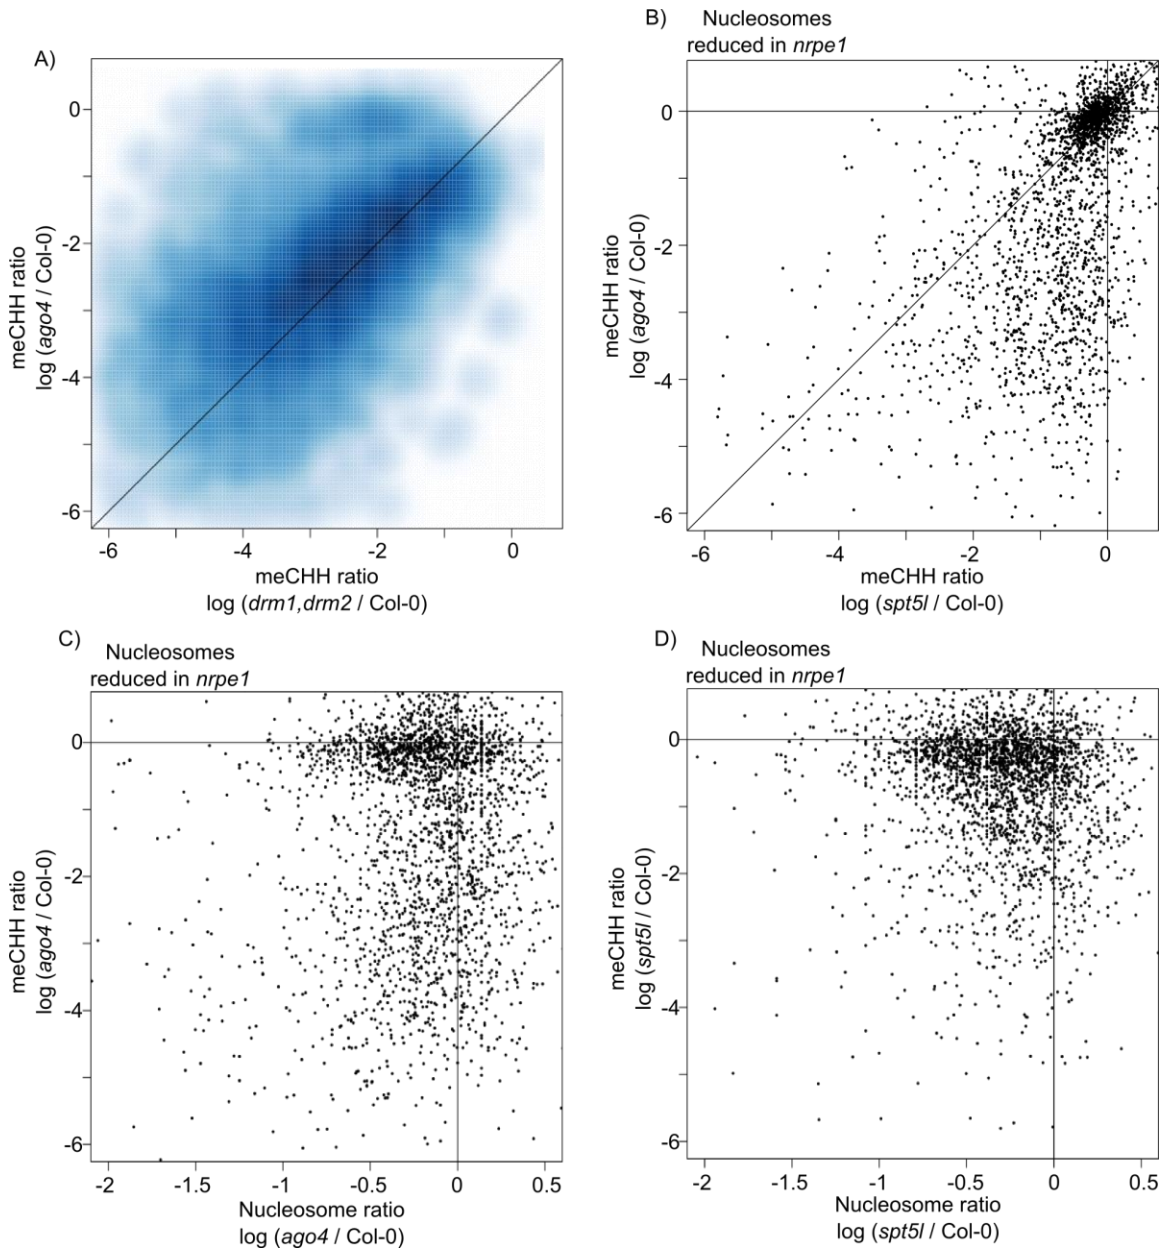 A)
0
-2
-4
-6
meCHH ratio
log (ago4 / Col-0)
-6
-4
-2
0
meCHH ratio
log (drm1,drm2 / Col-0)
B)
Nucleosomes
reduced in nrpe1
0
-2
-4
-6
meCHH ratio
log (ago4 / Col-0)
-6
-4
-2
0
meCHH ratio
log (spt5l / Col-0)
C)
Nucleosomes
reduced in nrpe1
0
-2
-4
-6
meCHH ratio
log (ago4 / Col-0)
-2
-1.5
-1
-0.5
0
0.5
Nucleosome ratio
log (ago4 / Col-0)
D)
Nucleosomes
reduced in nrpe1
0
-2
-4
-6
meCHH ratio
log (spt5l / Col-0)
-2
-1.5
-1
-0.5
0
0.5
Nucleosome ratio
log (spt5l / Col-0)